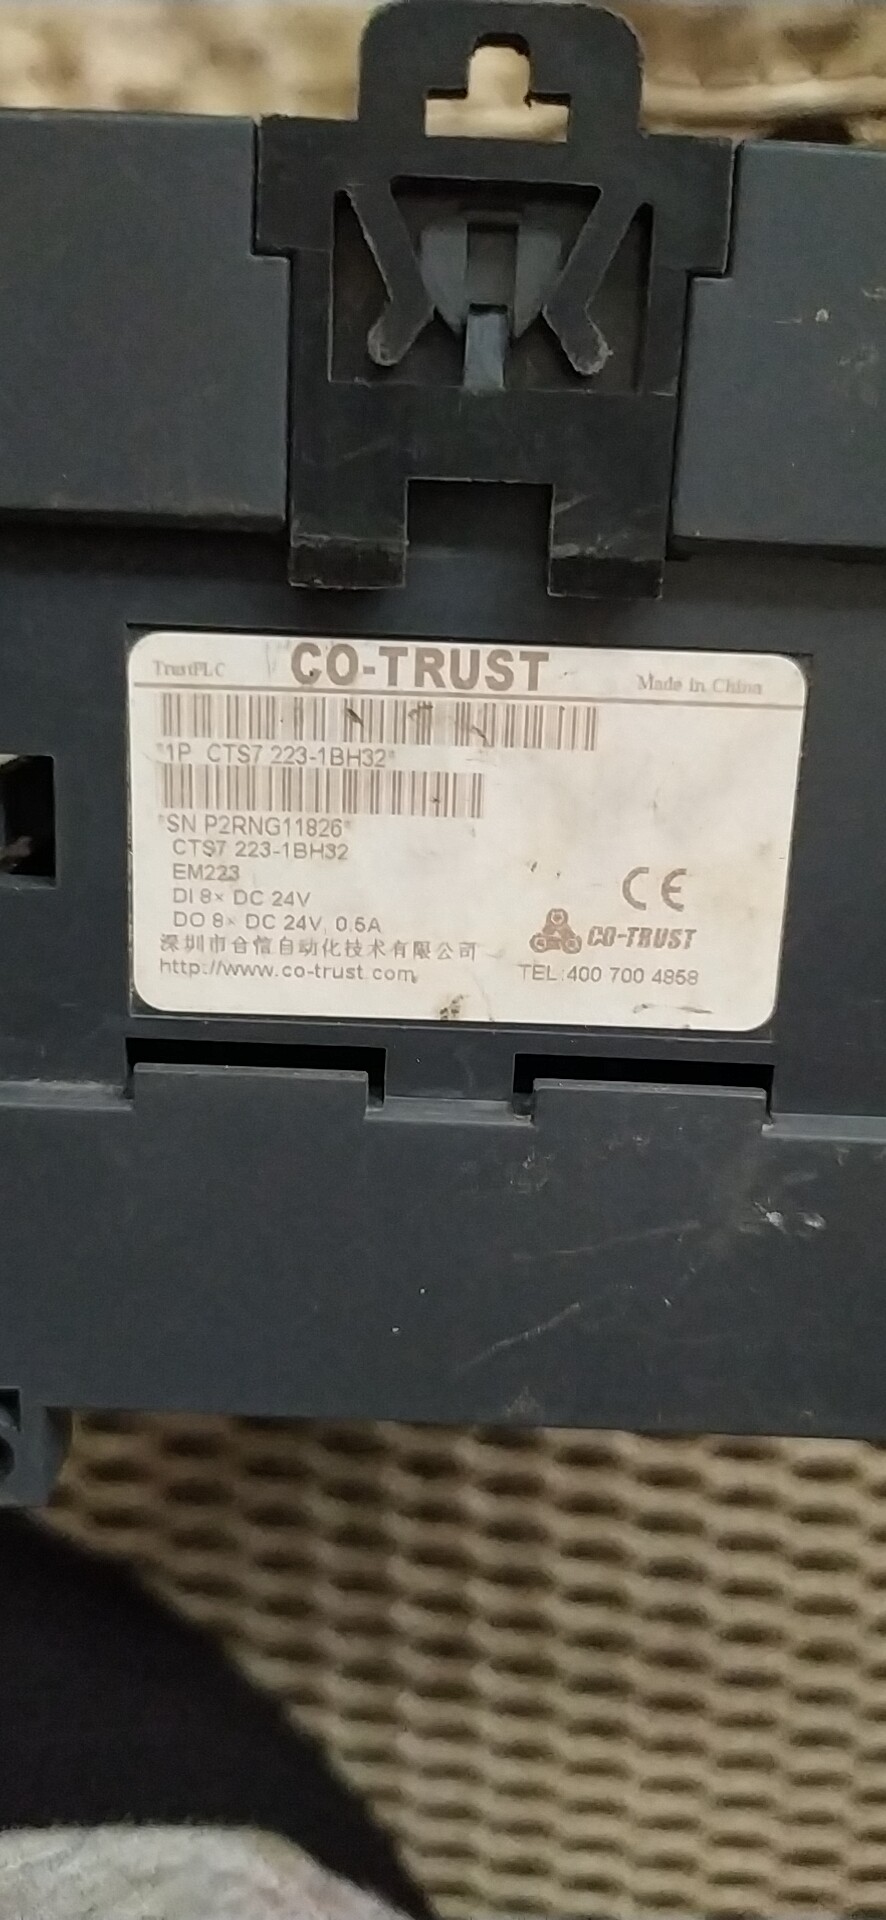 TrustPLC CO-TRUST Made in China
*1P CTS7 223-1BH32*
*SN P2RNG11826*
CTS7 223-1BH32
EM223
DI 8× DC 24V
DO 8× DC 24V, 0.5A
深圳市合信自动化技术有限公司
CO-TRUST
http://www.co-trust.com
TEL:400 700 4858
CE